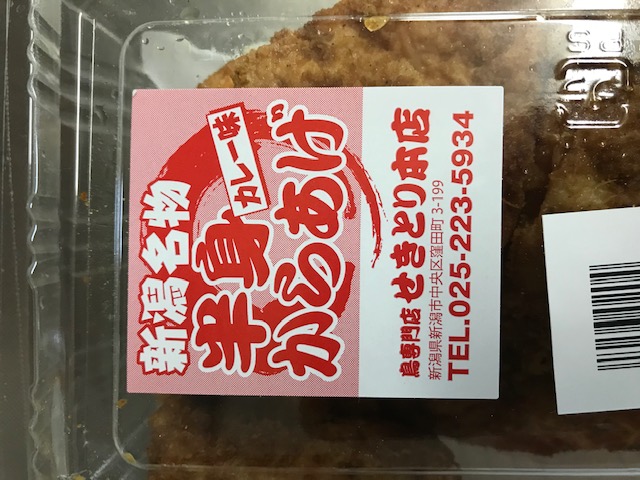 新潟名物
半身
カレー味
からあげ
鳥専門店 せきとり本店
新潟県新潟市中央区窪田町 3-199
TEL.025-223-5934